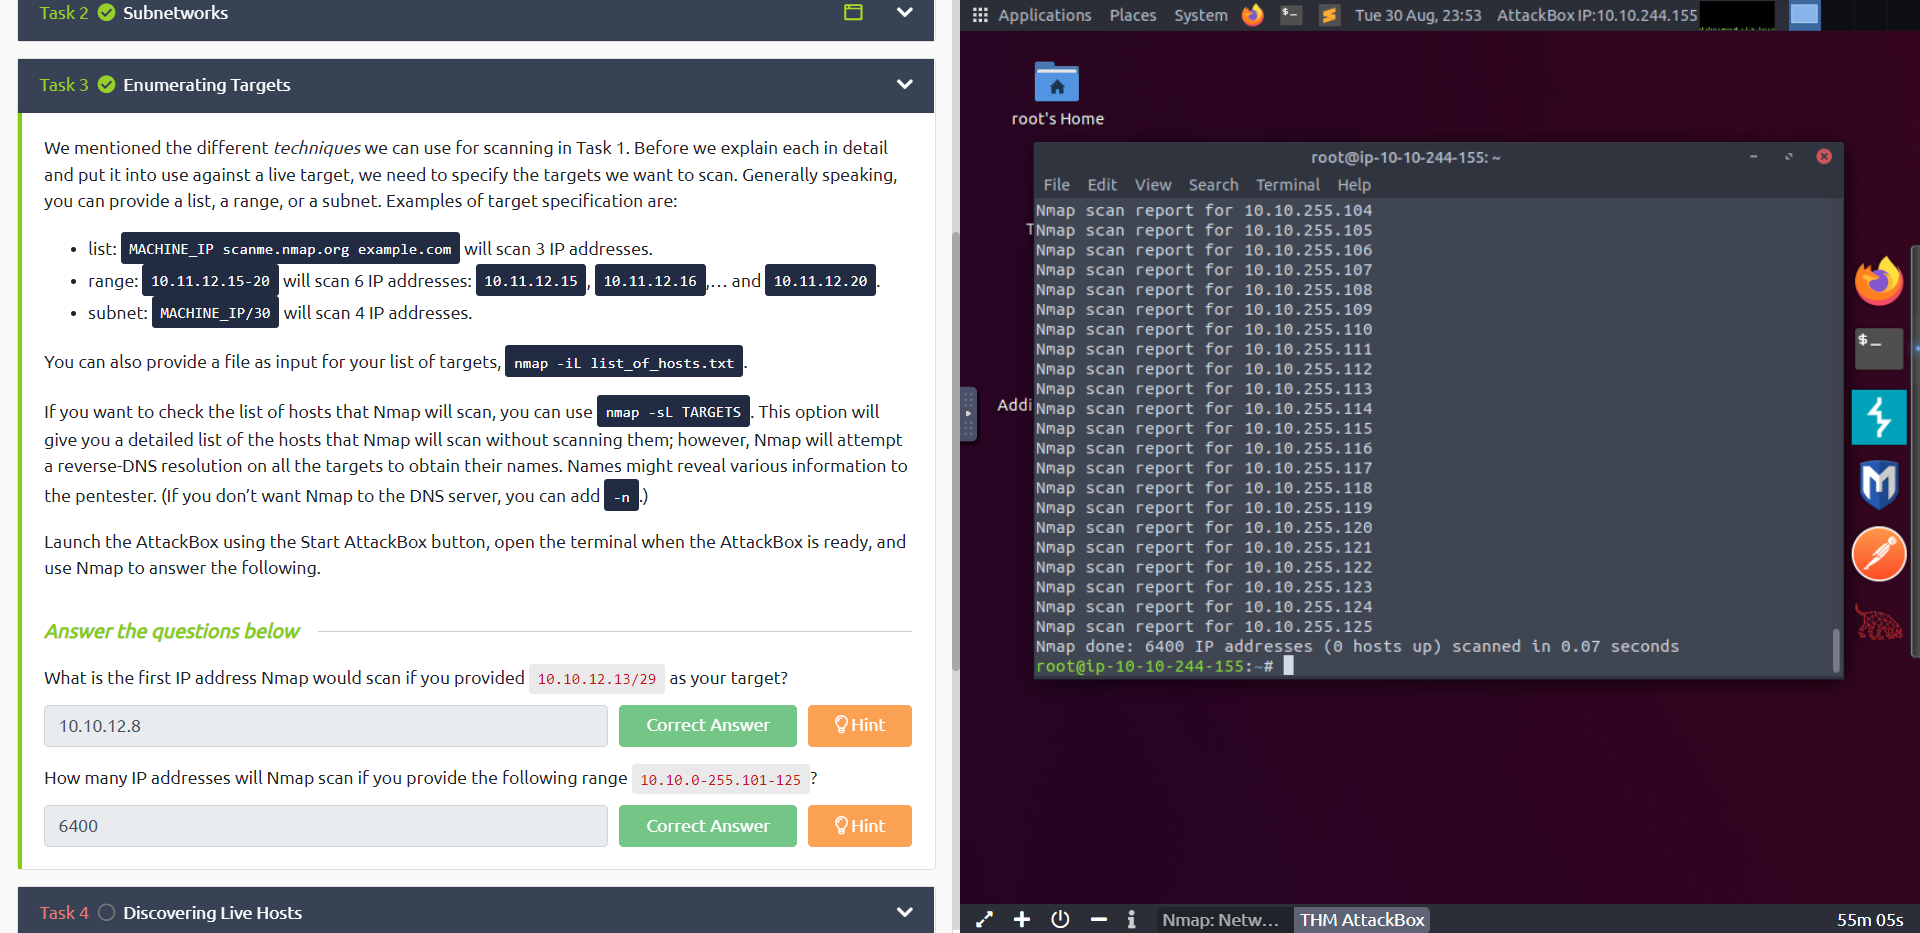 Task 2 Subnetworks
Task 3 Enumerating Targets
We mentioned the different techniques we can use for scanning in Task 1. Before we explain each in detail
and put it into use against a live target, we need to specify the targets we want to scan. Generally speaking,
you can provide a list, a range, or a subnet. Examples of target specification are:
• list: MACHINE_IP scanme.nmap.org example.com will scan 3 IP addresses.
• range: 10.11.12.15-20 will scan 6 IP addresses: 10.11.12.15 , 10.11.12.16 ,… and 10.11.12.20 .
• subnet: MACHINE_IP/30 will scan 4 IP addresses.
You can also provide a file as input for your list of targets, nmap -iL list_of_hosts.txt .
If you want to check the list of hosts that Nmap will scan, you can use nmap -sL TARGETS . This option will
give you a detailed list of the hosts that Nmap will scan without scanning them; however, Nmap will attempt
a reverse-DNS resolution on all the targets to obtain their names. Names might reveal various information to
the pentester. (If you don’t want Nmap to the DNS server, you can add -n .)
Launch the AttackBox using the Start AttackBox button, open the terminal when the AttackBox is ready, and
use Nmap to answer the following.
Answer the questions below
What is the first IP address Nmap would scan if you provided 10.10.12.13/29 as your target?
10.10.12.8 Correct Answer Hint
How many IP addresses will Nmap scan if you provide the following range 10.10.0-255.101-125 ?
6400 Correct Answer Hint
Task 4 Discovering Live Hosts
Applications Places System $- Tue 30 Aug, 23:53 AttackBox IP:10.10.244.155
root's Home
T
Addi
root@ip-10-10-244-155: ~
File Edit View Search Terminal Help
Nmap scan report for 10.10.255.104
Nmap scan report for 10.10.255.105
Nmap scan report for 10.10.255.106
Nmap scan report for 10.10.255.107
Nmap scan report for 10.10.255.108
Nmap scan report for 10.10.255.109
Nmap scan report for 10.10.255.110
Nmap scan report for 10.10.255.111
Nmap scan report for 10.10.255.112
Nmap scan report for 10.10.255.113
Nmap scan report for 10.10.255.114
Nmap scan report for 10.10.255.115
Nmap scan report for 10.10.255.116
Nmap scan report for 10.10.255.117
Nmap scan report for 10.10.255.118
Nmap scan report for 10.10.255.119
Nmap scan report for 10.10.255.120
Nmap scan report for 10.10.255.121
Nmap scan report for 10.10.255.122
Nmap scan report for 10.10.255.123
Nmap scan report for 10.10.255.124
Nmap scan report for 10.10.255.125
Nmap done: 6400 IP addresses (0 hosts up) scanned in 0.07 seconds
root@ip-10-10-244-155:~#
$_
Nmap: Netw... THM AttackBox 55m 05s